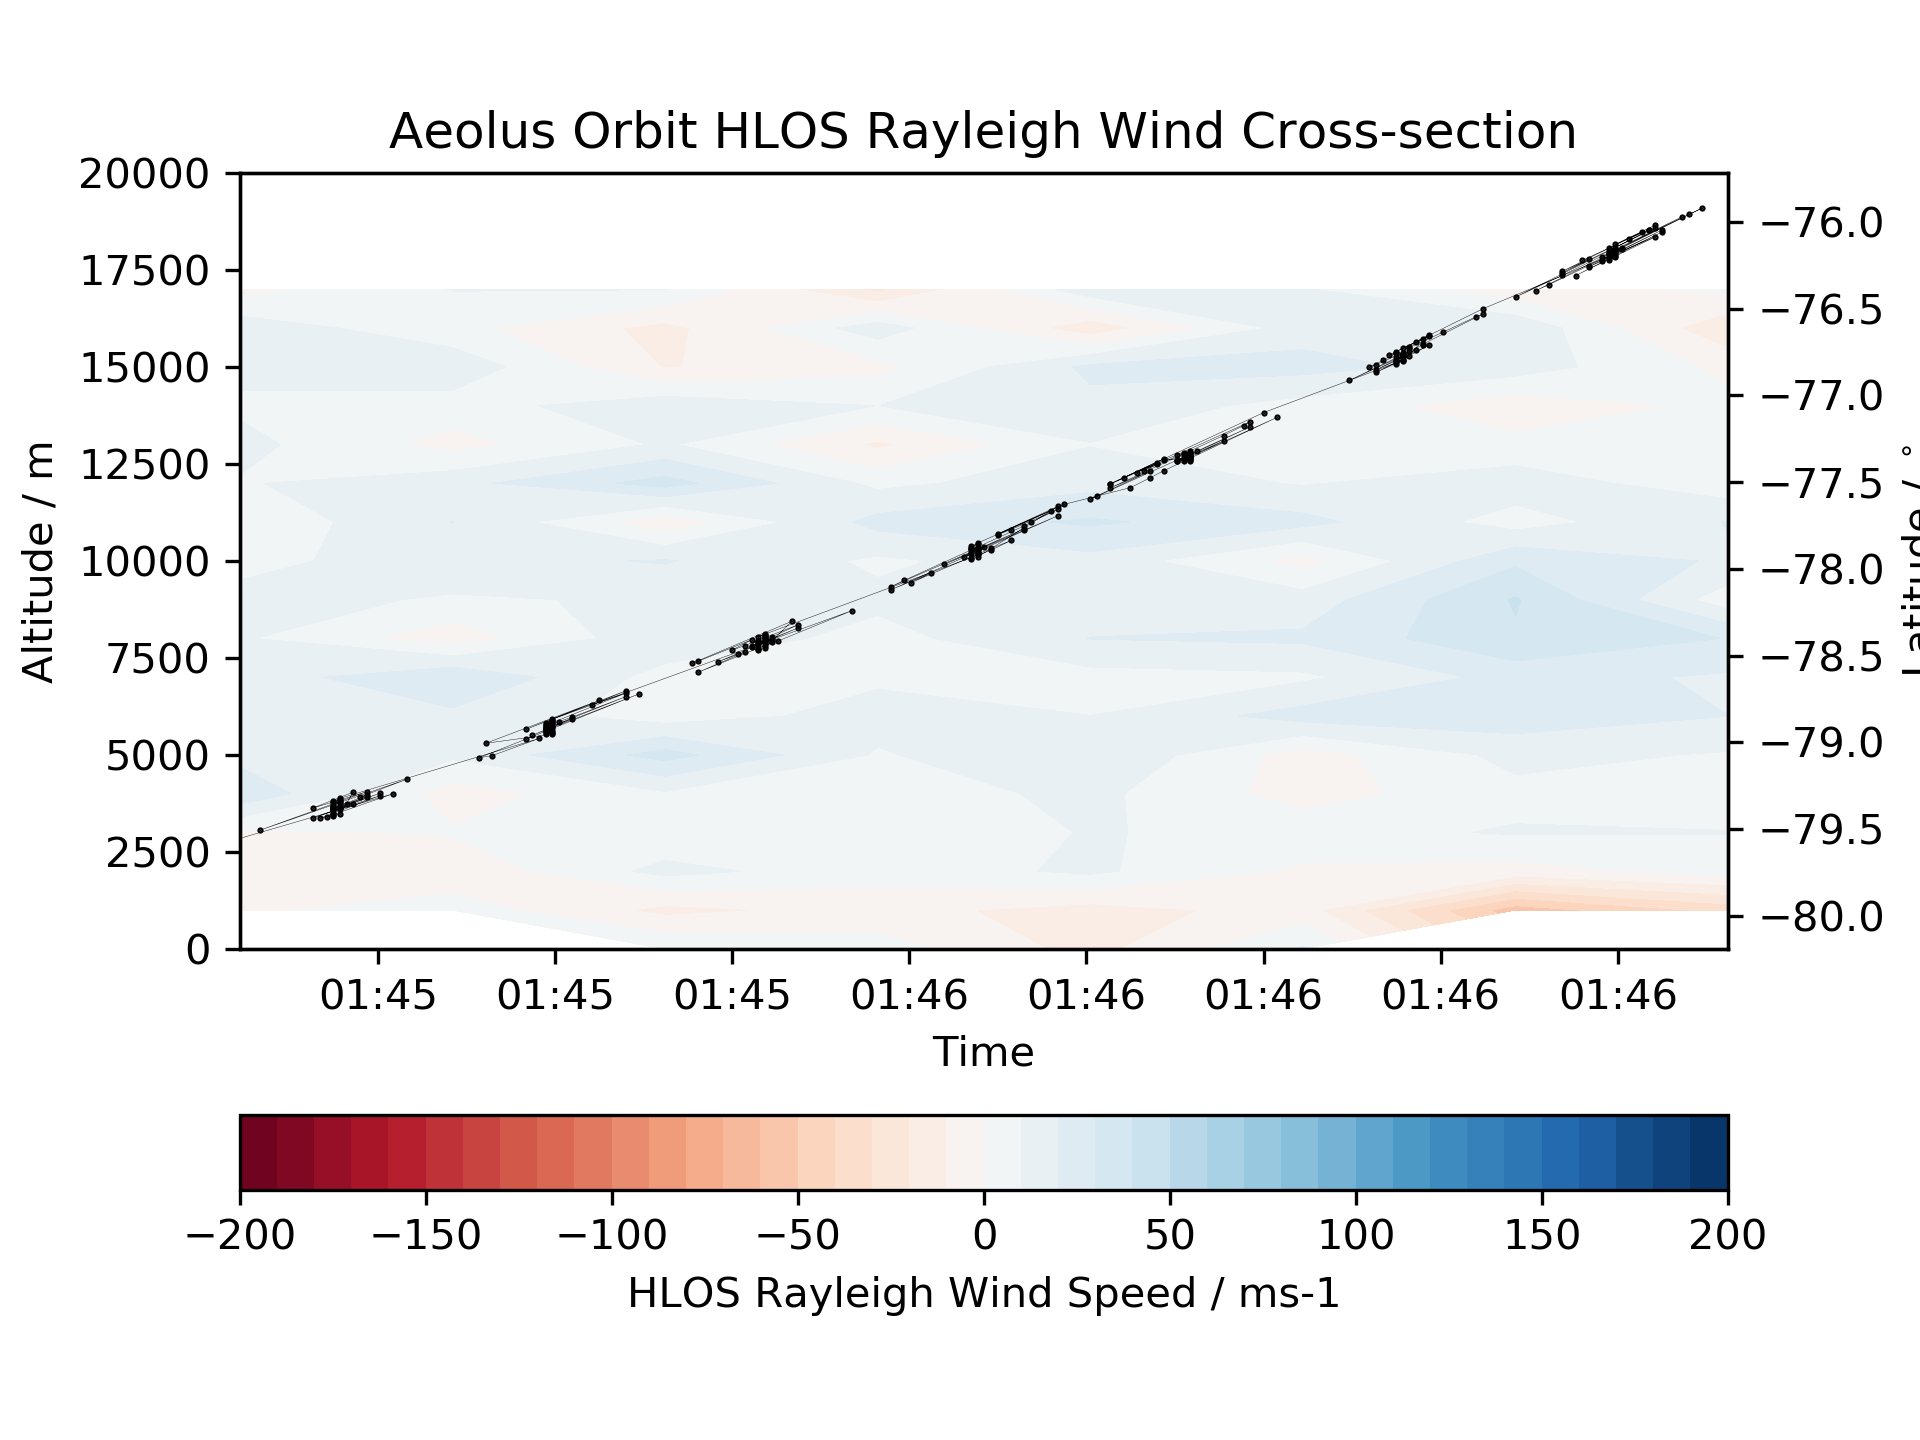 Aeolus Orbit HLOS Rayleigh Wind Cross-section
20000
17500
15000
12500
10000
7500
5000
2500
0
Altitude / m
−76.0
−76.5
−77.0
−77.5
−78.0
−78.5
−79.0
−79.5
−80.0
Latitude / °
01:45 01:45 01:45 01:46 01:46 01:46 01:46 01:46
Time
−200 −150 −100 −50 0 50 100 150 200
HLOS Rayleigh Wind Speed / ms-1